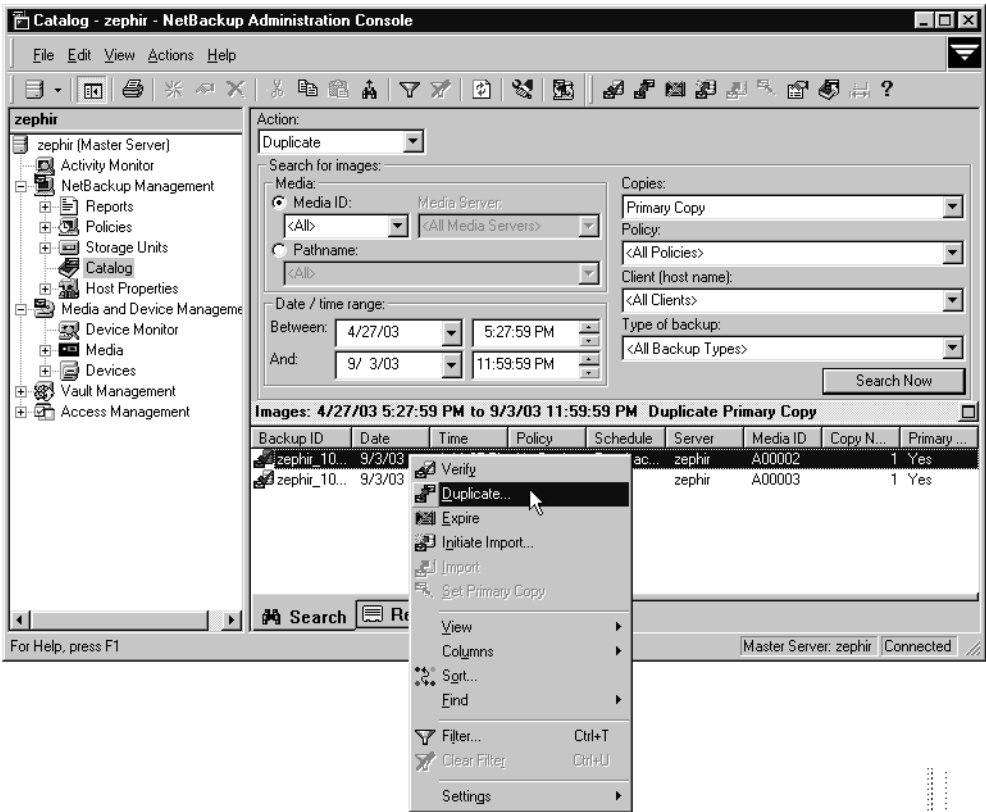 Catalog - zephir - NetBackup Administration Console
File Edit View Actions Help
zephir
zephir (Master Server)
Activity Monitor
NetBackup Management
Reports
Policies
Storage Units
Catalog
Host Properties
Media and Device Manageme
Device Monitor
Media
Devices
Vault Management
Access Management
Action:
Duplicate
Search for images:
Media:
Media ID: Media Server:
<All> <All Media Servers>
Pathname:
<All>
Date / time range:
Between: 4/27/03 5:27:59 PM
And: 9/ 3/03 11:59:59 PM
Copies:
Primary Copy
Policy:
<All Policies>
Client (host name):
<All Clients>
Type of backup:
<All Backup Types>
Search Now
Images: 4/27/03 5:27:59 PM to 9/3/03 11:59:59 PM Duplicate Primary Copy
Backup ID Date Time Policy Schedule Server Media ID Copy N... Primary ...
zephir_10... 9/3/03 ac... zephir A00002 1 Yes
zephir_10... 9/3/03 zephir A00003 1 Yes
Verify
Duplicate...
Expire
Initiate Import...
Import
Set Primary Copy
View
Columns
Sort...
Find
Filter... Ctrl+T
Clear Filter Ctrl+U
Settings
Search Re
For Help, press F1
Master Server: zephir Connected